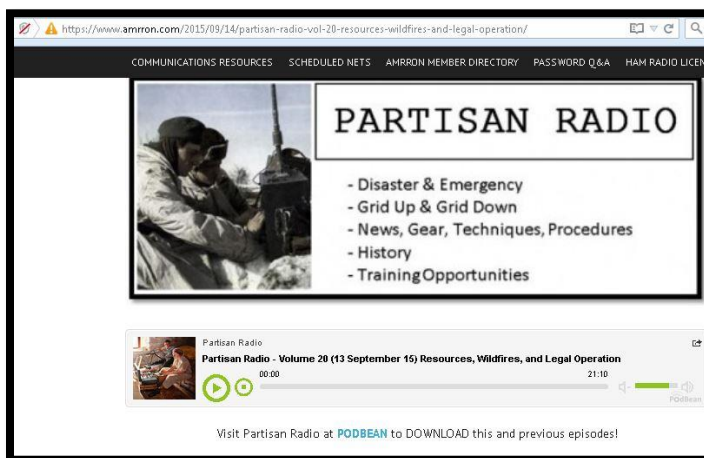 https://www.amrron.com/2015/09/14/partisan-radio-vol-20-resources-wildfires-and-legal-operation/
COMMUNICATIONS RESOURCES SCHEDULED NETS AMRRON MEMBER DIRECTORY PASSWORD Q&A HAM RADIO LICEN
PARTISAN RADIO
- Disaster & Emergency
- Grid Up & Grid Down
- News, Gear, Techniques, Procedures
- History
- Training Opportunities
Partisan Radio
Partisan Radio - Volume 20 (13 September 15) Resources, Wildfires, and Legal Operation
00:00 21:10
PODBean
Visit Partisan Radio at PODBEAN to DOWNLOAD this and previous episodes!